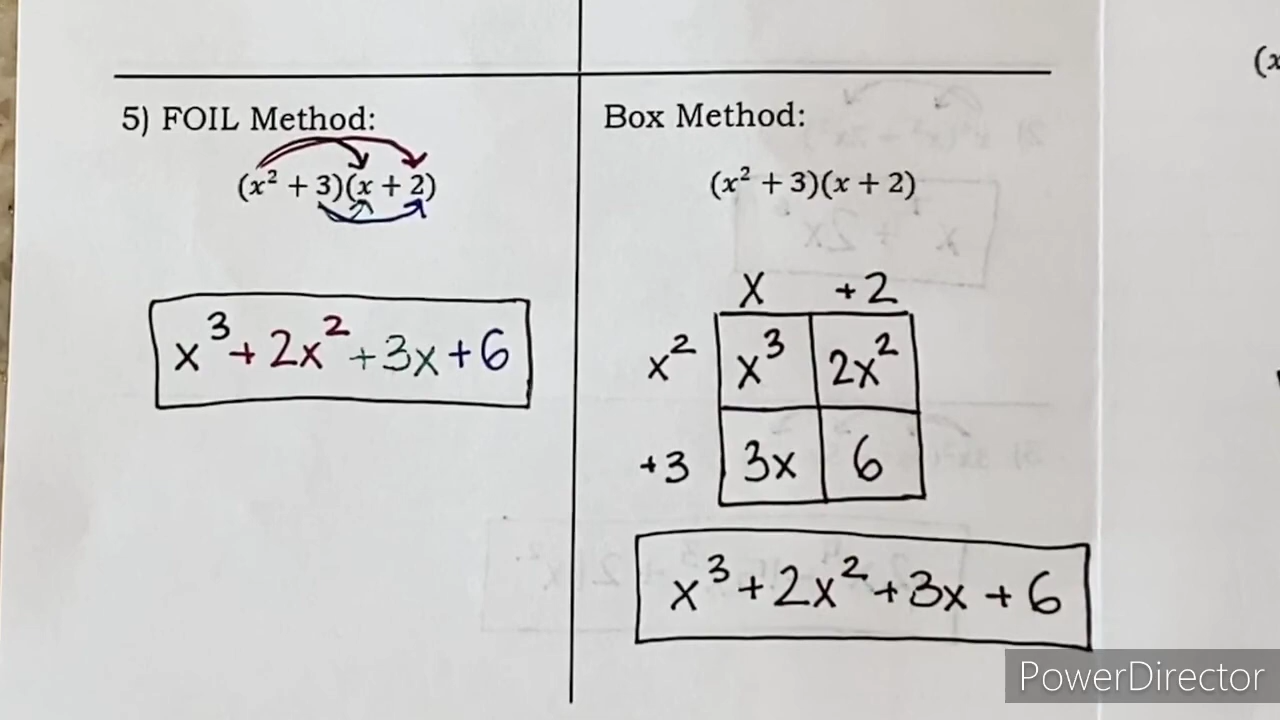 5) FOIL Method:
(x² + 3)(x + 2)
x³ + 2x² + 3x + 6
Box Method:
(x² + 3)(x + 2)
x +2
x² x³ 2x²
+3 3x 6
x³ + 2x² + 3x + 6
(x
PowerDirector